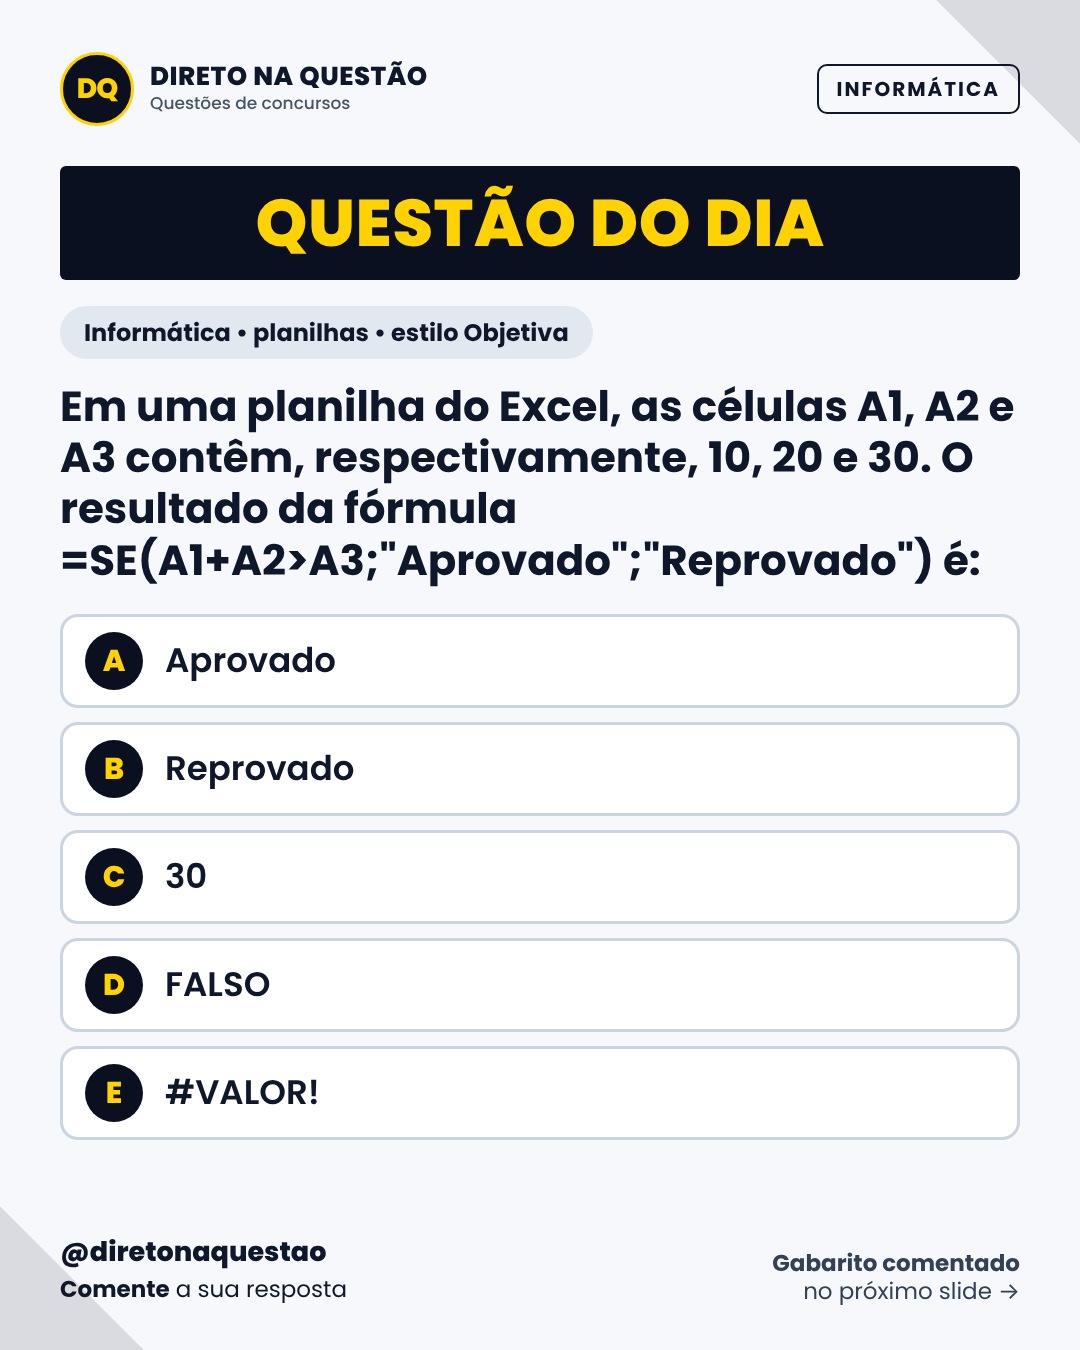 DQ
DIRETO NA QUESTÃO
Questões de concursos
INFORMÁTICA
QUESTÃO DO DIA
Informática • planilhas • estilo Objetiva
Em uma planilha do Excel, as células A1, A2 e
A3 contêm, respectivamente, 10, 20 e 30. O
resultado da fórmula
=SE(A1+A2>A3;"Aprovado";"Reprovado") é:
A Aprovado
B Reprovado
C 30
D FALSO
E #VALOR!
@diretonaquestao
Comente a sua resposta
Gabarito comentado
no próximo slide →